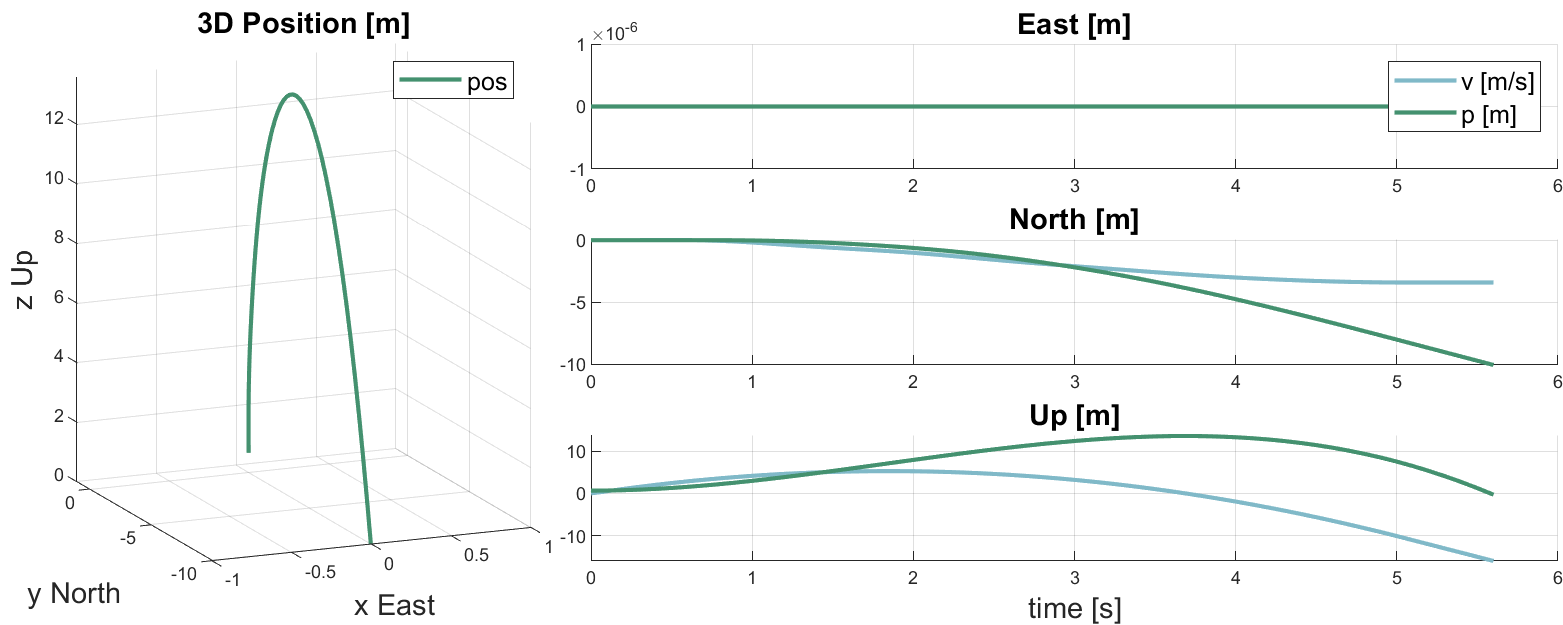 3D Position [m]
pos
12
10
8
6
4
2
0
z Up
0
-5
-10
y North
-1
-0.5
0
0.5
1
x East
East [m]
×10-6
1
0
-1
v [m/s]
p [m]
0 1 2 3 4 5 6
North [m]
0
-5
-10
0 1 2 3 4 5 6
Up [m]
10
0
-10
0 1 2 3 4 5 6
time [s]